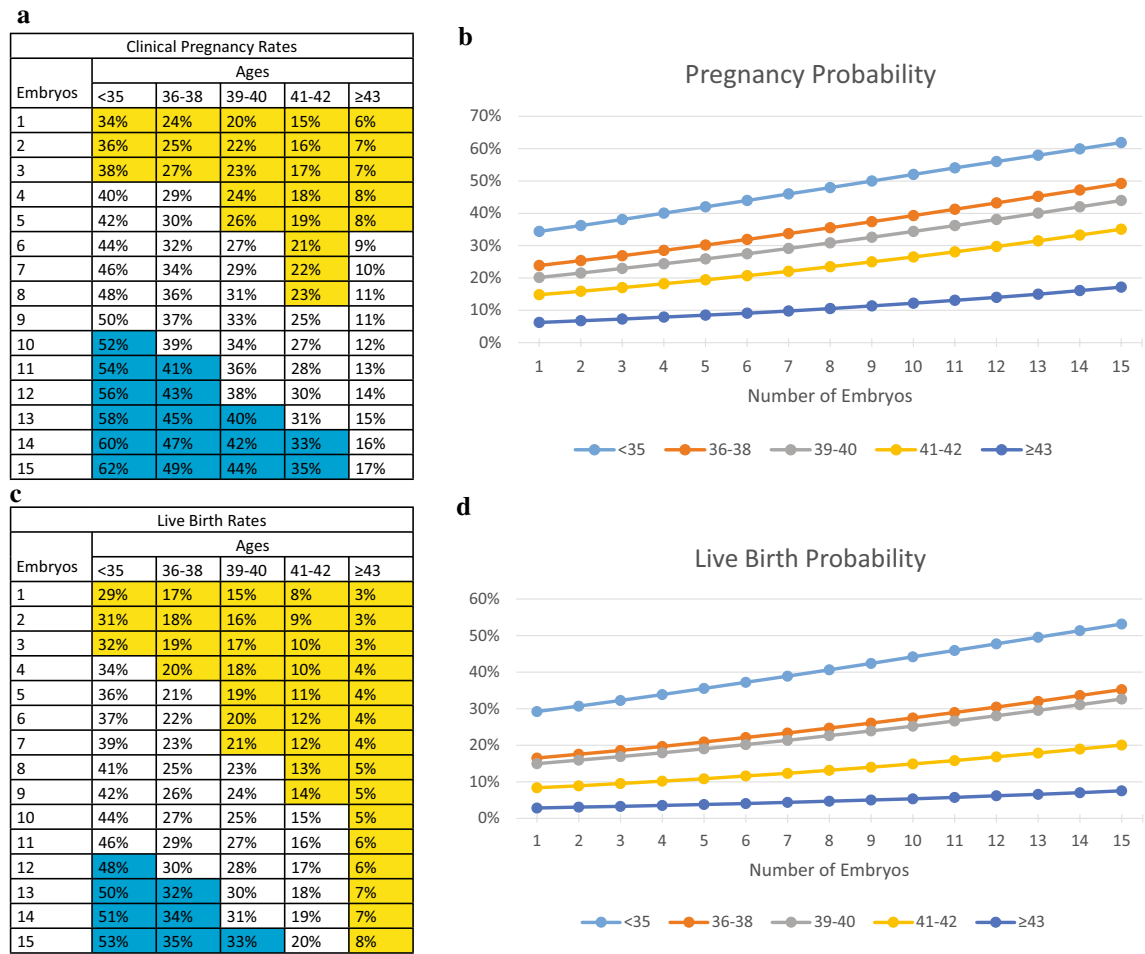 a
Clinical Pregnancy Rates
Ages
Embryos <35 36-38 39-40 41-42 ≥43
1 34% 24% 20% 15% 6%
2 36% 25% 22% 16% 7%
3 38% 27% 23% 17% 7%
4 40% 29% 24% 18% 8%
5 42% 30% 26% 19% 8%
6 44% 32% 27% 21% 9%
7 46% 34% 29% 22% 10%
8 48% 36% 31% 23% 11%
9 50% 37% 33% 25% 11%
10 52% 39% 34% 27% 12%
11 54% 41% 36% 28% 13%
12 56% 43% 38% 30% 14%
13 58% 45% 40% 31% 15%
14 60% 47% 42% 33% 16%
15 62% 49% 44% 35% 17%
b
Pregnancy Probability
70%
60%
50%
40%
30%
20%
10%
0%
1 2 3 4 5 6 7 8 9 10 11 12 13 14 15
Number of Embryos
<35 36-38 39-40 41-42 ≥43
c
Live Birth Rates
Ages
Embryos <35 36-38 39-40 41-42 ≥43
1 29% 17% 15% 8% 3%
2 31% 18% 16% 9% 3%
3 32% 19% 17% 10% 3%
4 34% 20% 18% 10% 4%
5 36% 21% 19% 11% 4%
6 37% 22% 20% 12% 4%
7 39% 23% 21% 12% 4%
8 41% 25% 23% 13% 5%
9 42% 26% 24% 14% 5%
10 44% 27% 25% 15% 5%
11 46% 29% 27% 16% 6%
12 48% 30% 28% 17% 6%
13 50% 32% 30% 18% 7%
14 51% 34% 31% 19% 7%
15 53% 35% 33% 20% 8%
d
Live Birth Probability
60%
50%
40%
30%
20%
10%
0%
1 2 3 4 5 6 7 8 9 10 11 12 13 14 15
Number of Embryos
<35 36-38 39-40 41-42 ≥43